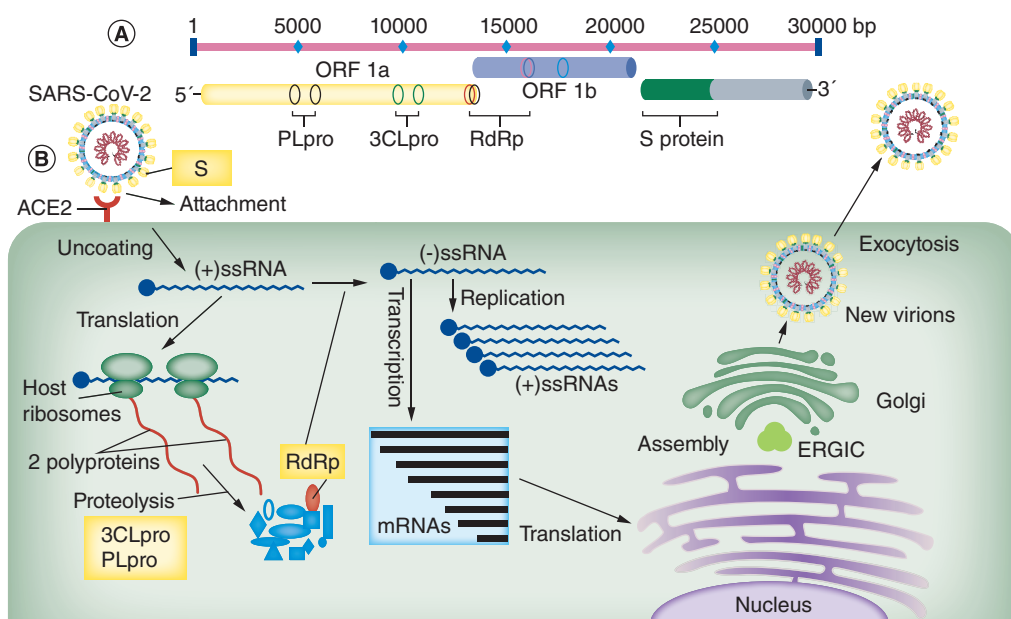 A
1 5000 10000 15000 20000 25000 30000 bp
ORF 1a
ORF 1b
5´
3´
PLpro
3CLpro
RdRp
S protein
SARS-CoV-2
B
S
ACE2
Attachment
Uncoating
(+)ssRNA
(-)ssRNA
Translation
Transcription
Replication
(+)ssRNAs
Host
ribosomes
2 polyproteins
Proteolysis
3CLpro
PLpro
RdRp
mRNAs
Translation
Exocytosis
New virions
Golgi
Assembly
ERGIC
Nucleus